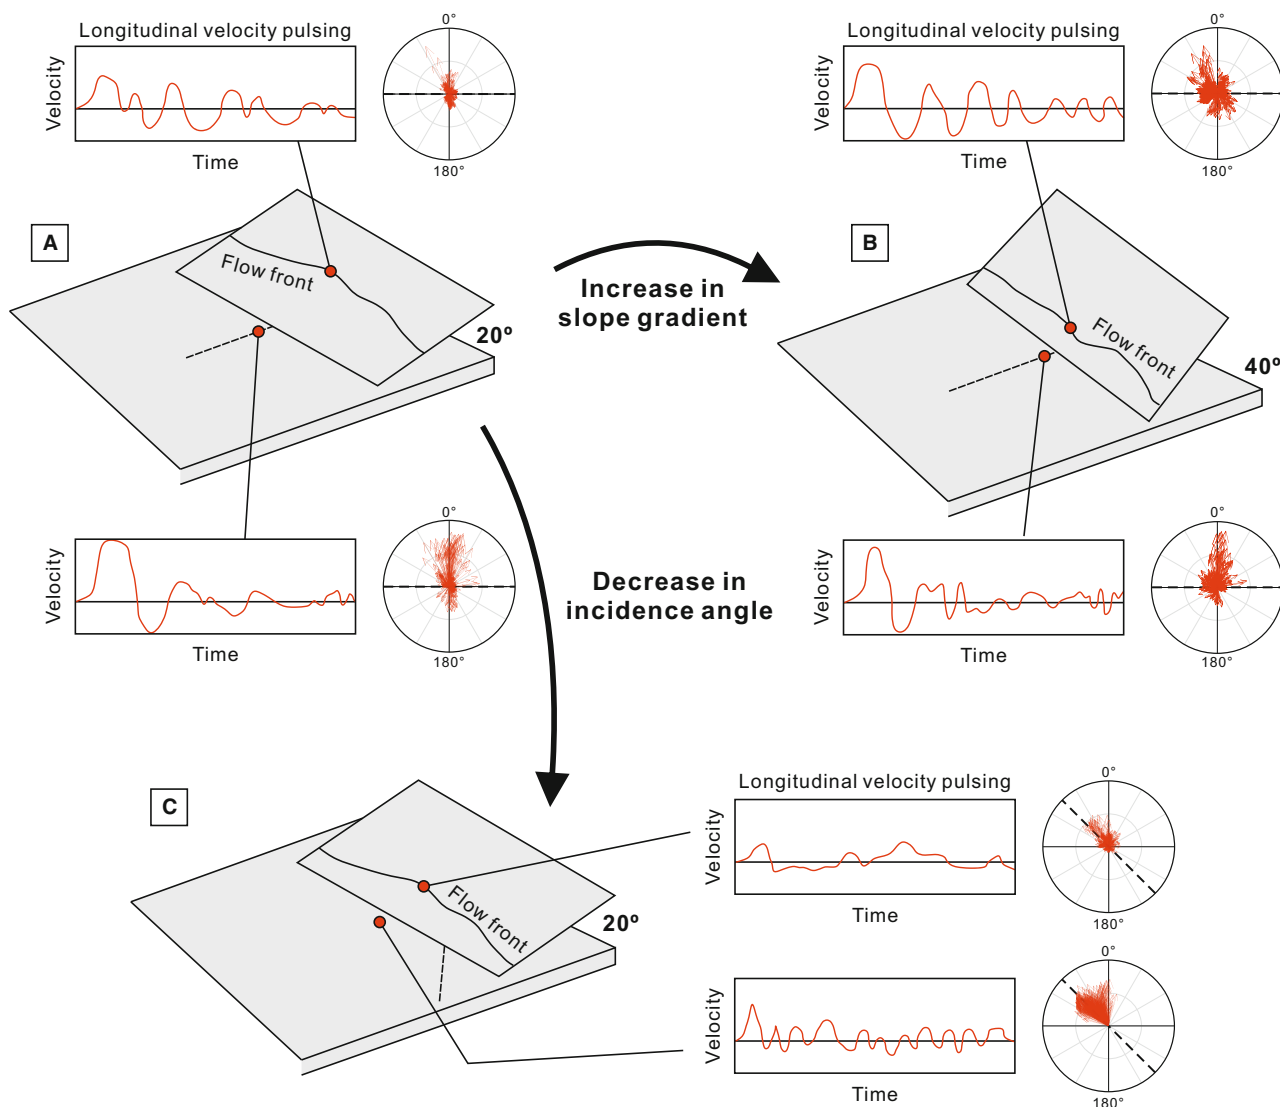 Longitudinal velocity pulsing
Velocity
Time
0°
180°
Longitudinal velocity pulsing
Velocity
Time
0°
180°
A
Flow front
20º
Increase in
slope gradient
B
Flow front
40º
Velocity
Time
0°
180°
Decrease in
incidence angle
Velocity
Time
0°
180°
C
Flow front
20º
Longitudinal velocity pulsing
Velocity
Time
0°
180°
Velocity
Time
0°
180°